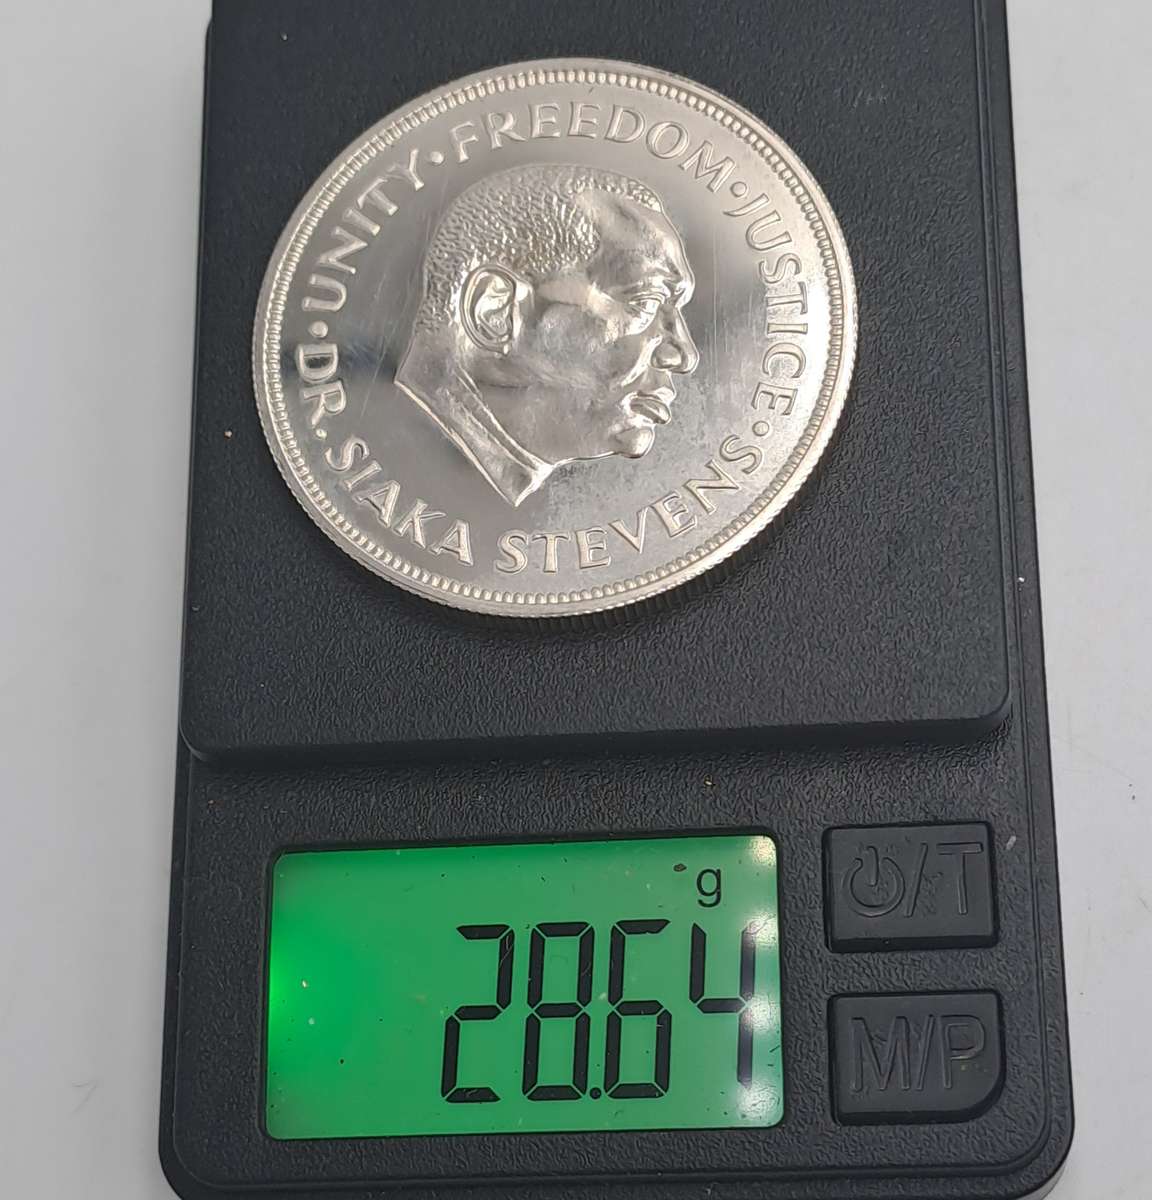 · UNITY · FREEDOM · JUSTICE ·
DR. SIAKA STEVENS
g
28.64
⏻/T
M/P